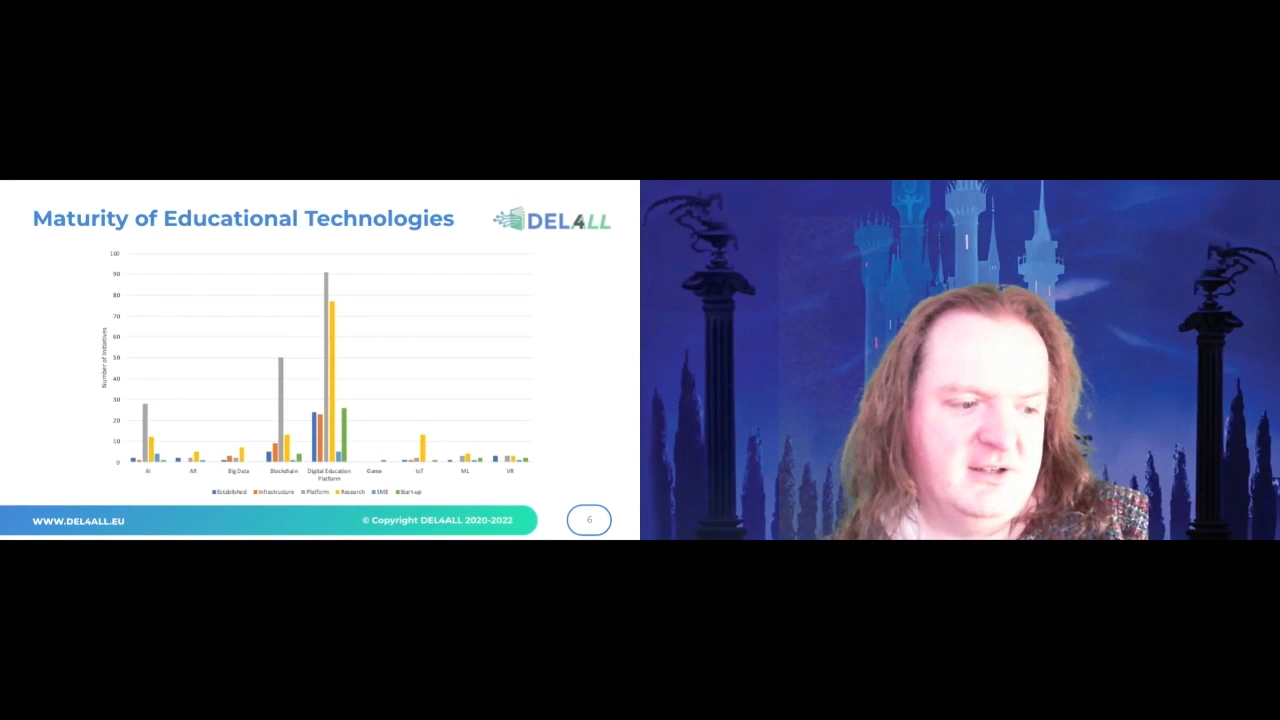 Maturity of Educational Technologies
DEL4ALL
100
90
80
70
60
50
40
30
20
10
0
Number of Initiatives
AI
AR
Big Data
Blockchain
Digital Education
Platform
Game
IoT
ML
VR
Established
Infrastructure
Platform
Research
SME
Start-up
WWW.DEL4ALL.EU
© Copyright DEL4ALL 2020-2022
6